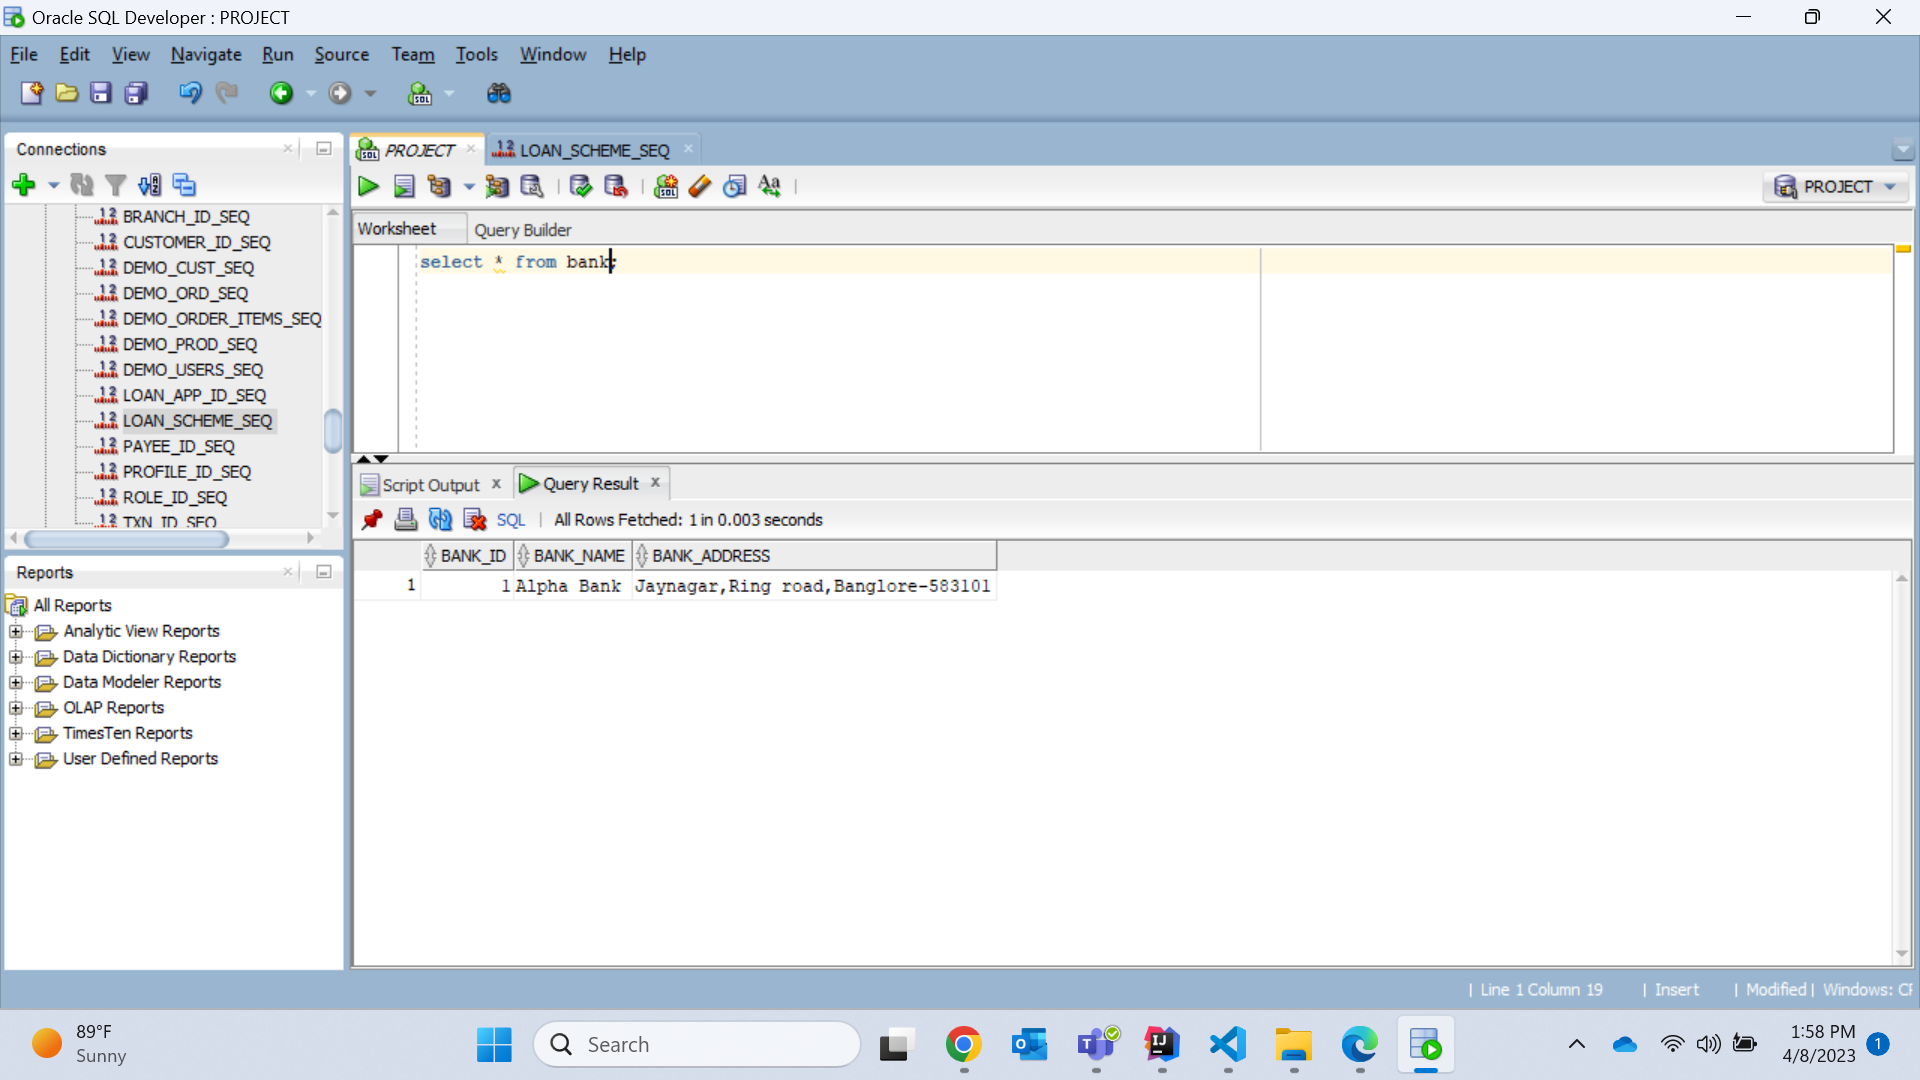 Oracle SQL Developer : PROJECT
File Edit View Navigate Run Source Team Tools Window Help
Connections
PROJECT
LOAN_SCHEME_SEQ
PROJECT
Worksheet
Query Builder
select * from bank;
BRANCH_ID_SEQ
CUSTOMER_ID_SEQ
DEMO_CUST_SEQ
DEMO_ORD_SEQ
DEMO_ORDER_ITEMS_SEQ
DEMO_PROD_SEQ
DEMO_USERS_SEQ
LOAN_APP_ID_SEQ
LOAN_SCHEME_SEQ
PAYEE_ID_SEQ
PROFILE_ID_SEQ
ROLE_ID_SEQ
TXN_ID_SEQ
Script Output
Query Result
SQL | All Rows Fetched: 1 in 0.003 seconds
BANK_ID BANK_NAME BANK_ADDRESS
1 1 Alpha Bank Jaynagar,Ring road,Banglore-583101
Reports
All Reports
Analytic View Reports
Data Dictionary Reports
Data Modeler Reports
OLAP Reports
TimesTen Reports
User Defined Reports
| Line 1 Column 19 | Insert | Modified | Windows: CR
89°F
Sunny
Search
1:58 PM
4/8/2023
1